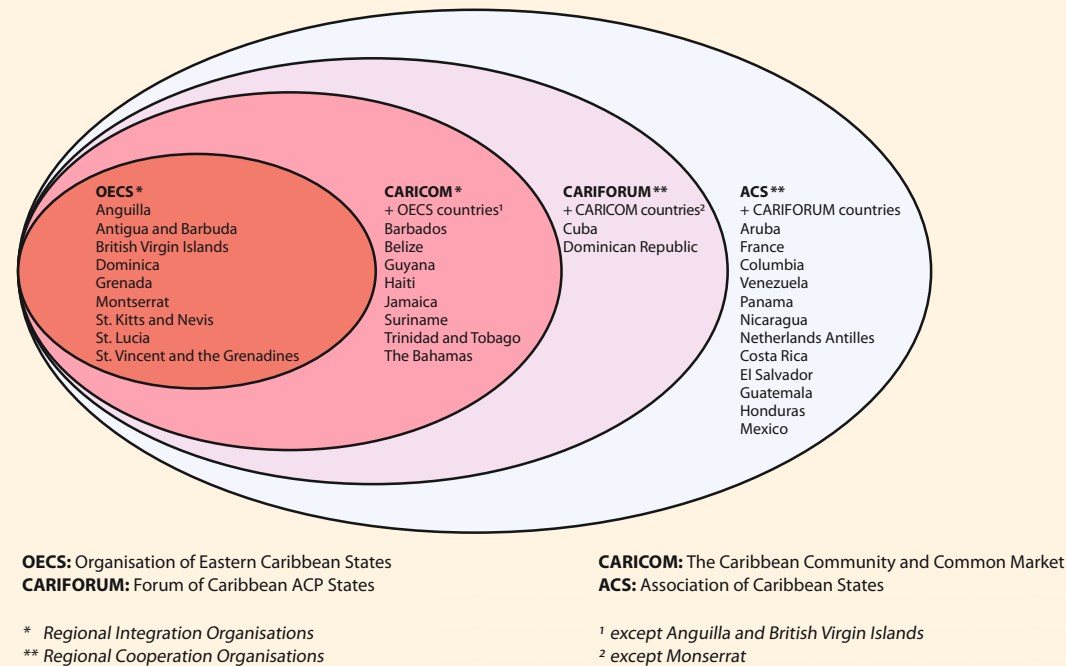 OECS*
Anguilla
Antigua and Barbuda
British Virgin Islands
Dominica
Grenada
Montserrat
St. Kitts and Nevis
St. Lucia
St. Vincent and the Grenadines
CARICOM*
+ OECS countries¹
Barbados
Belize
Guyana
Haiti
Jamaica
Suriname
Trinidad and Tobago
The Bahamas
CARIFORUM**
+ CARICOM countries²
Cuba
Dominican Republic
ACS**
+ CARIFORUM countries
Aruba
France
Columbia
Venezuela
Panama
Nicaragua
Netherlands Antilles
Costa Rica
El Salvador
Guatemala
Honduras
Mexico
OECS: Organisation of Eastern Caribbean States
CARIFORUM: Forum of Caribbean ACP States
CARICOM: The Caribbean Community and Common Market
ACS: Association of Caribbean States
* Regional Integration Organisations
** Regional Cooperation Organisations
¹ except Anguilla and British Virgin Islands
² except Monserrat